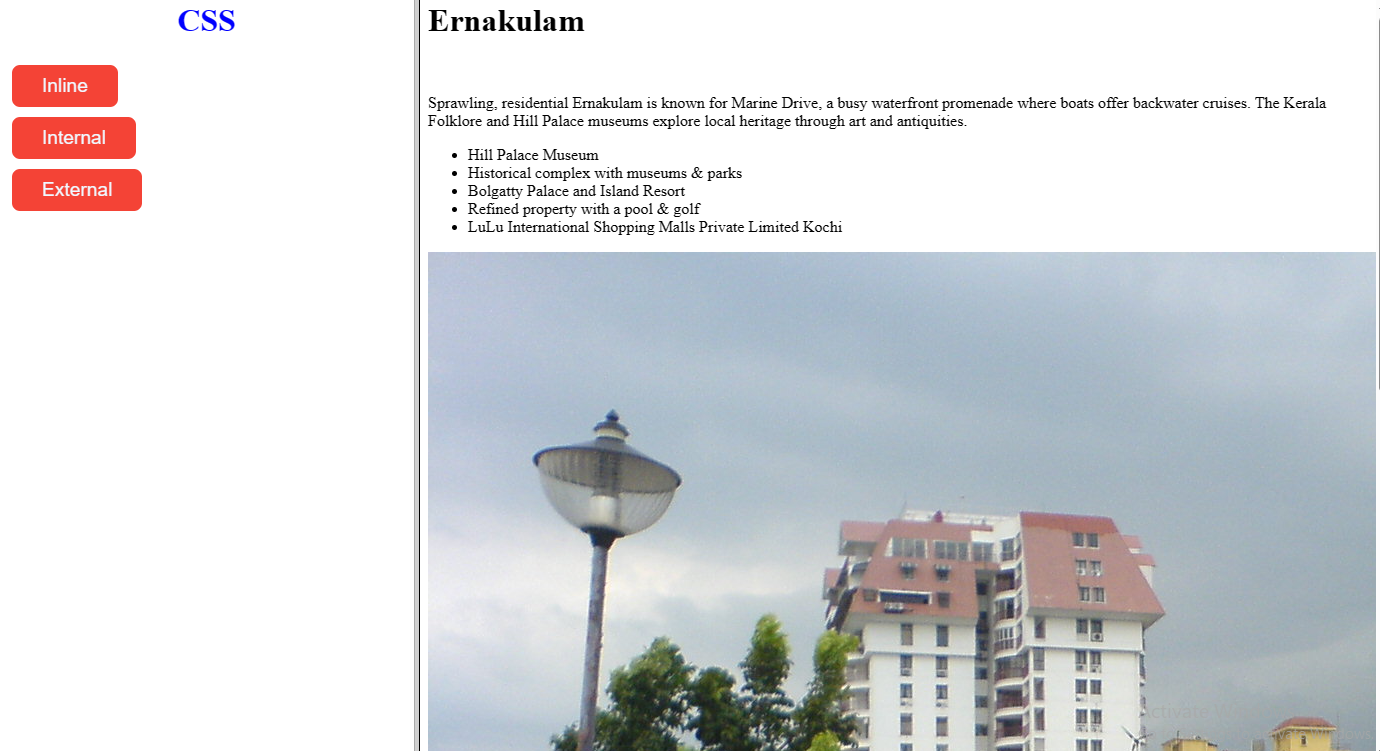 CSS
Inline
Internal
External
Ernakulam
Sprawling, residential Ernakulam is known for Marine Drive, a busy waterfront promenade where boats offer backwater cruises. The Kerala
Folklore and Hill Palace museums explore local heritage through art and antiquities.
Hill Palace Museum
Historical complex with museums & parks
Bolgatty Palace and Island Resort
Refined property with a pool & golf
LuLu International Shopping Malls Private Limited Kochi
Activate